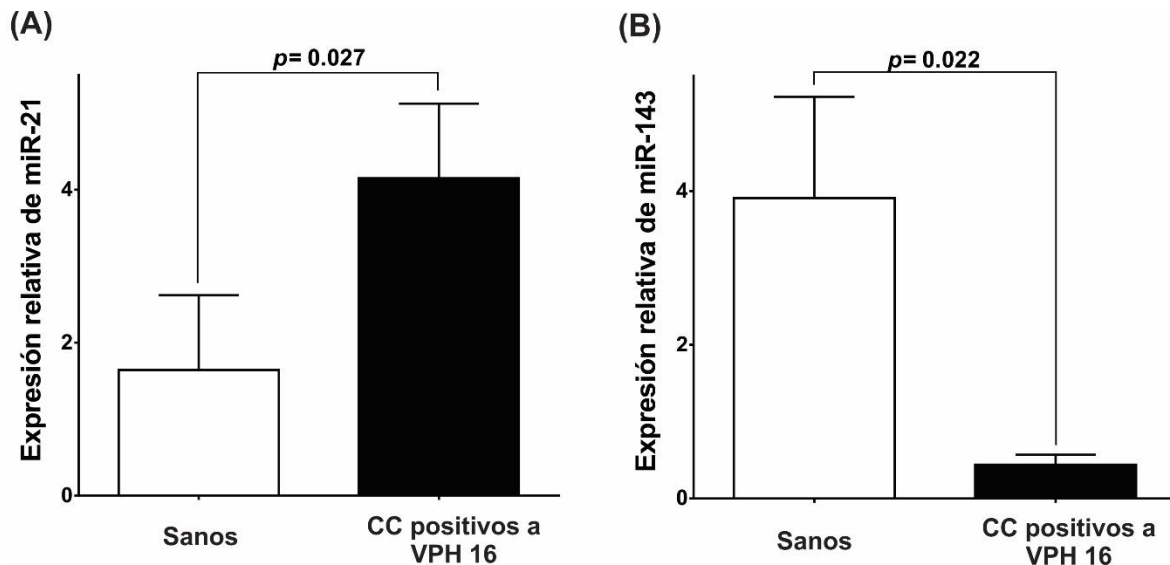 (A)
p= 0.027
Expresión relativa de miR-21
4
2
0
Sanos
CC positivos a
VPH 16
(B)
p= 0.022
Expresión relativa de miR-143
4
2
0
Sanos
CC positivos a
VPH 16